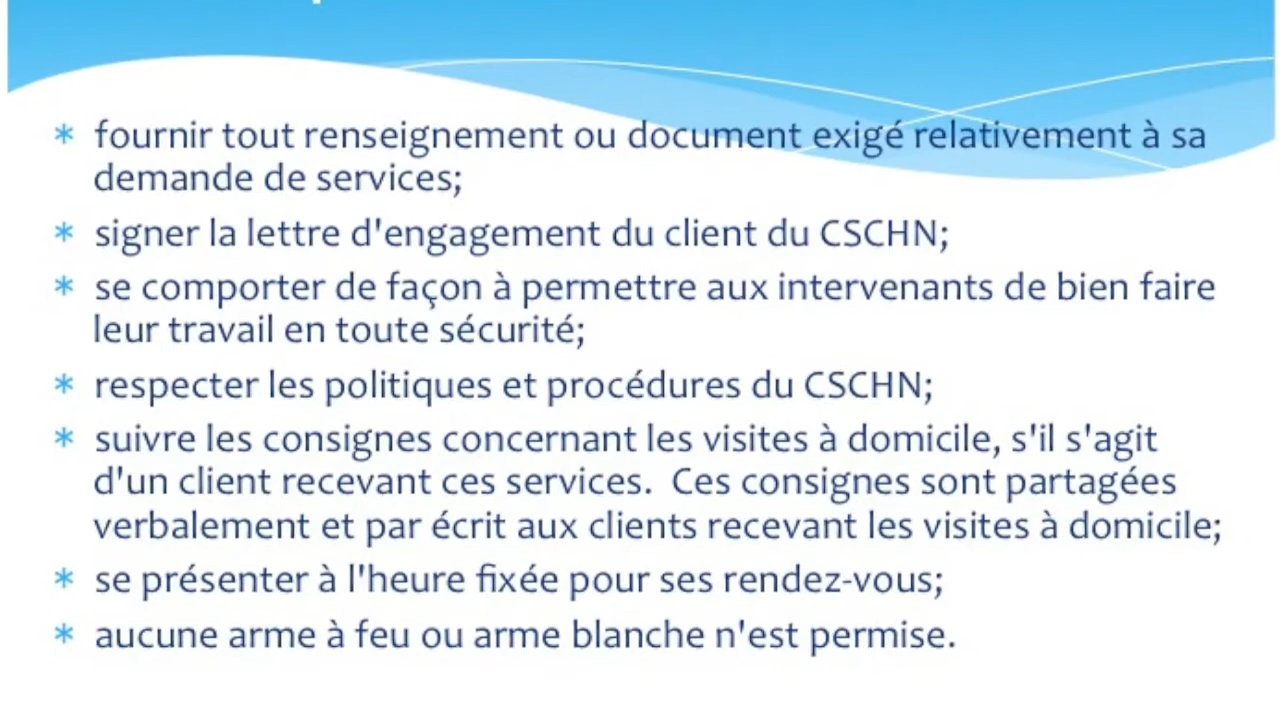 * fournir tout renseignement ou document exigé relativement à sa
demande de services;
* signer la lettre d'engagement du client du CSCHN;
* se comporter de façon à permettre aux intervenants de bien faire
leur travail en toute sécurité;
* respecter les politiques et procédures du CSCHN;
* suivre les consignes concernant les visites à domicile, s'il s'agit
d'un client recevant ces services.  Ces consignes sont partagées
verbalement et par écrit aux clients recevant les visites à domicile;
* se présenter à l'heure fixée pour ses rendez-vous;
* aucune arme à feu ou arme blanche n'est permise.